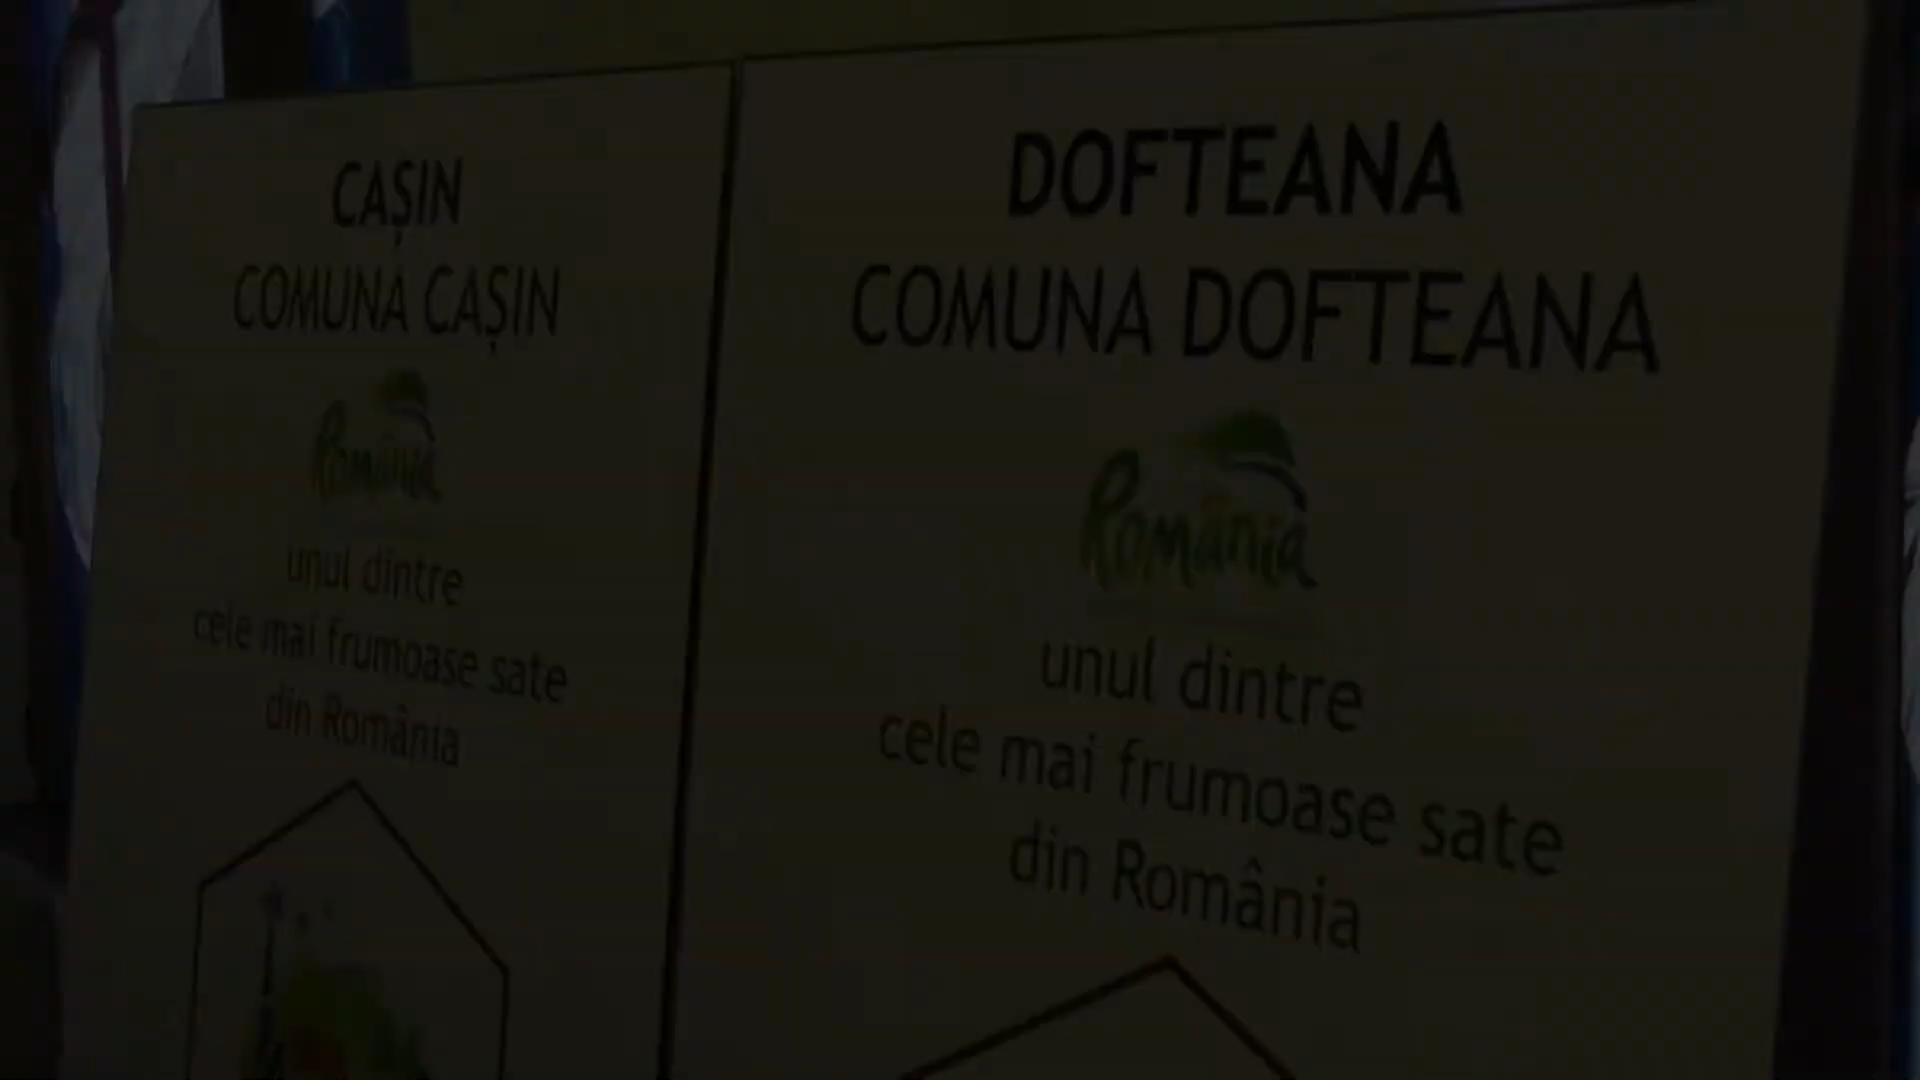 CAȘIN
COMUNA CAȘIN
România
unul dintre
cele mai frumoase sate
din România
DOFTEANA
COMUNA DOFTEANA
România
unul dintre
cele mai frumoase sate
din România